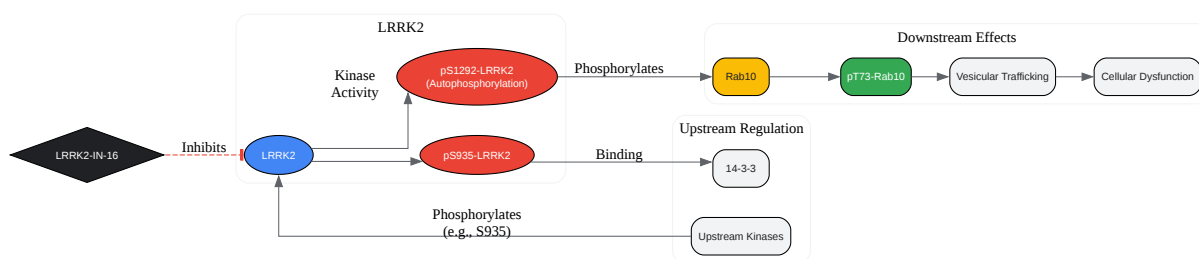 LRRK2
Downstream Effects
Kinase
Activity
pS1292-LRRK2
(Autophosphorylation)
Phosphorylates
Rab10
pT73-Rab10
Vesicular Trafficking
Cellular Dysfunction
Upstream Regulation
LRRK2-IN-16
Inhibits
LRRK2
pS935-LRRK2
Binding
14-3-3
Phosphorylates
(e.g., S935)
Upstream Kinases